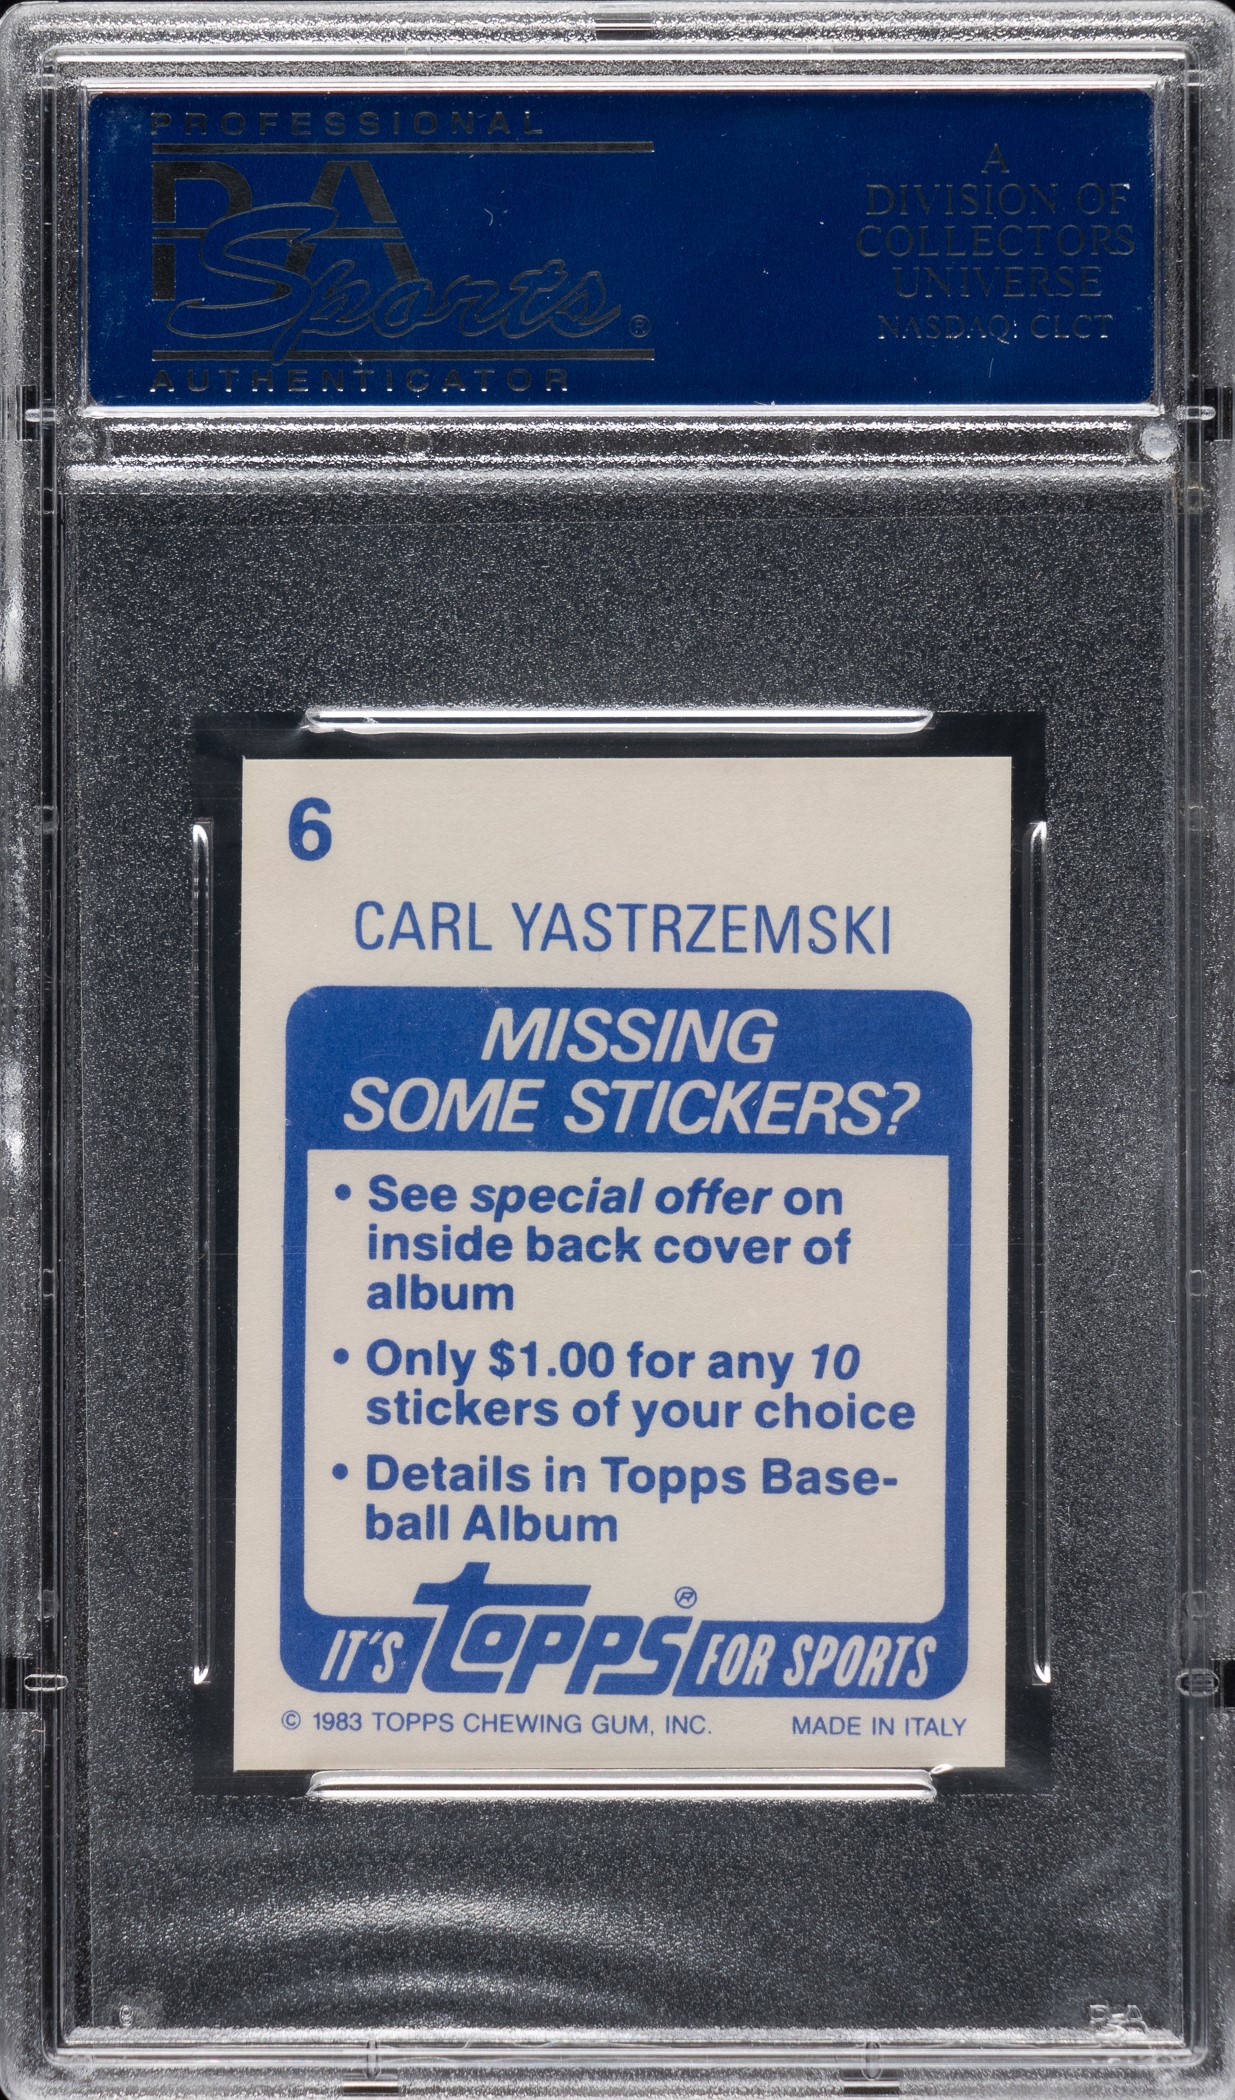 PROFESSIONAL
PSA
Sports®
AUTHENTICATOR
A
DIVISION OF
COLLECTORS
UNIVERSE
NASDAQ: CLCT
6
CARL YASTRZEMSKI
MISSING
SOME STICKERS?
• See special offer on
inside back cover of
album
• Only $1.00 for any 10
stickers of your choice
• Details in Topps Base-
ball Album
IT'S TOPPS® FOR SPORTS
© 1983 TOPPS CHEWING GUM, INC. MADE IN ITALY
PSA